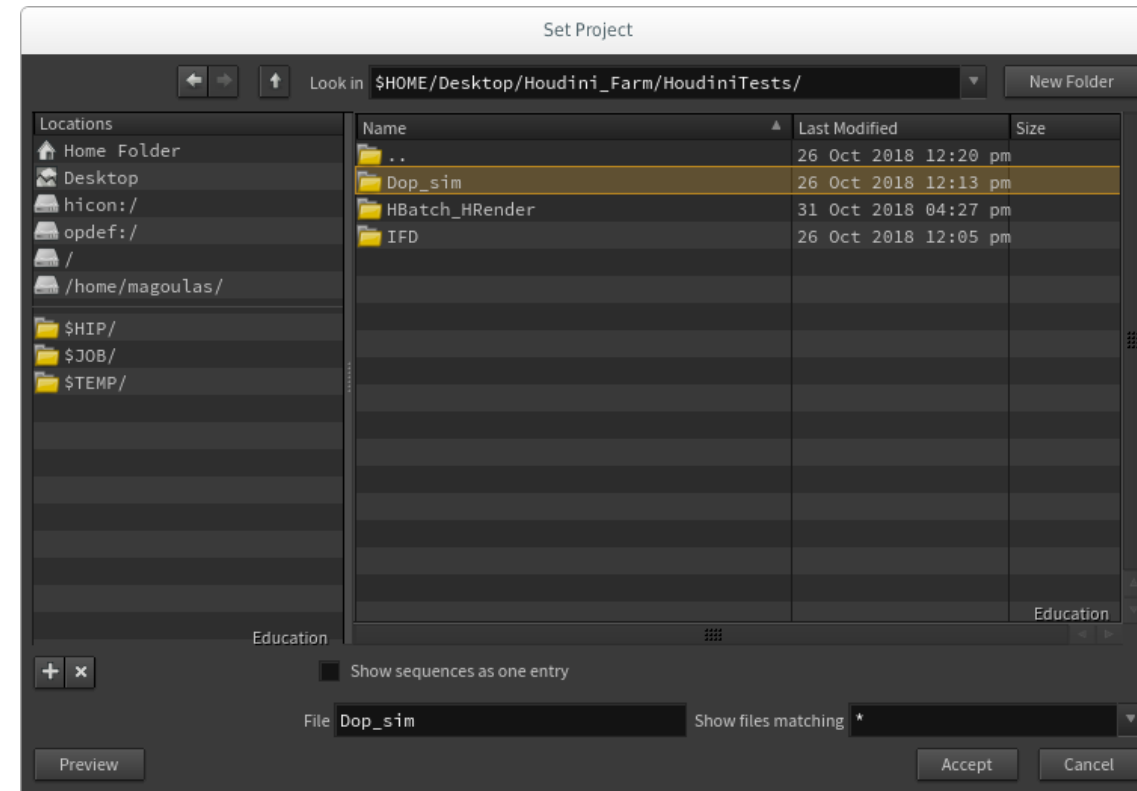 Set Project
Look in $HOME/Desktop/Houdini_Farm/HoudiniTests/ New Folder
Locations
Home Folder
Desktop
hicon:/
opdef:/
/
/home/magoulas/
$HIP/
$JOB/
$TEMP/
Education
Name Last Modified Size
.. 26 Oct 2018 12:20 pm
Dop_sim 26 Oct 2018 12:13 pm
HBatch_HRender 31 Oct 2018 04:27 pm
IFD 26 Oct 2018 12:05 pm
Education
Show sequences as one entry
File Dop_sim Show files matching *
Preview Accept Cancel